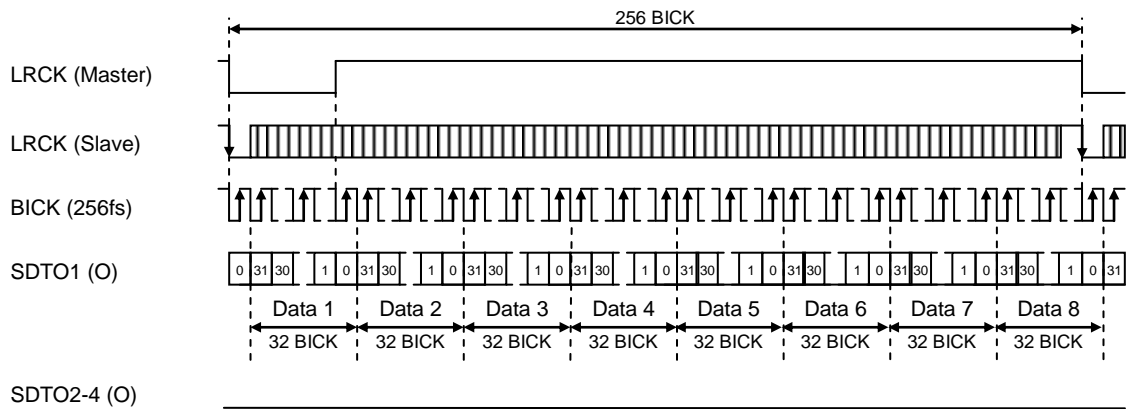 256 BICK
LRCK (Master)
LRCK (Slave)
BICK (256fs)
SDTO1 (O)
0 31 30 1 0 31 30 1 0 31 30 1 0 31 30 1 0 31 30 1 0 31 30 1 0 31 30 1 0 31 30 1 0 31
Data 1 Data 2 Data 3 Data 4 Data 5 Data 6 Data 7 Data 8
32 BICK 32 BICK 32 BICK 32 BICK 32 BICK 32 BICK 32 BICK 32 BICK
SDTO2-4 (O)